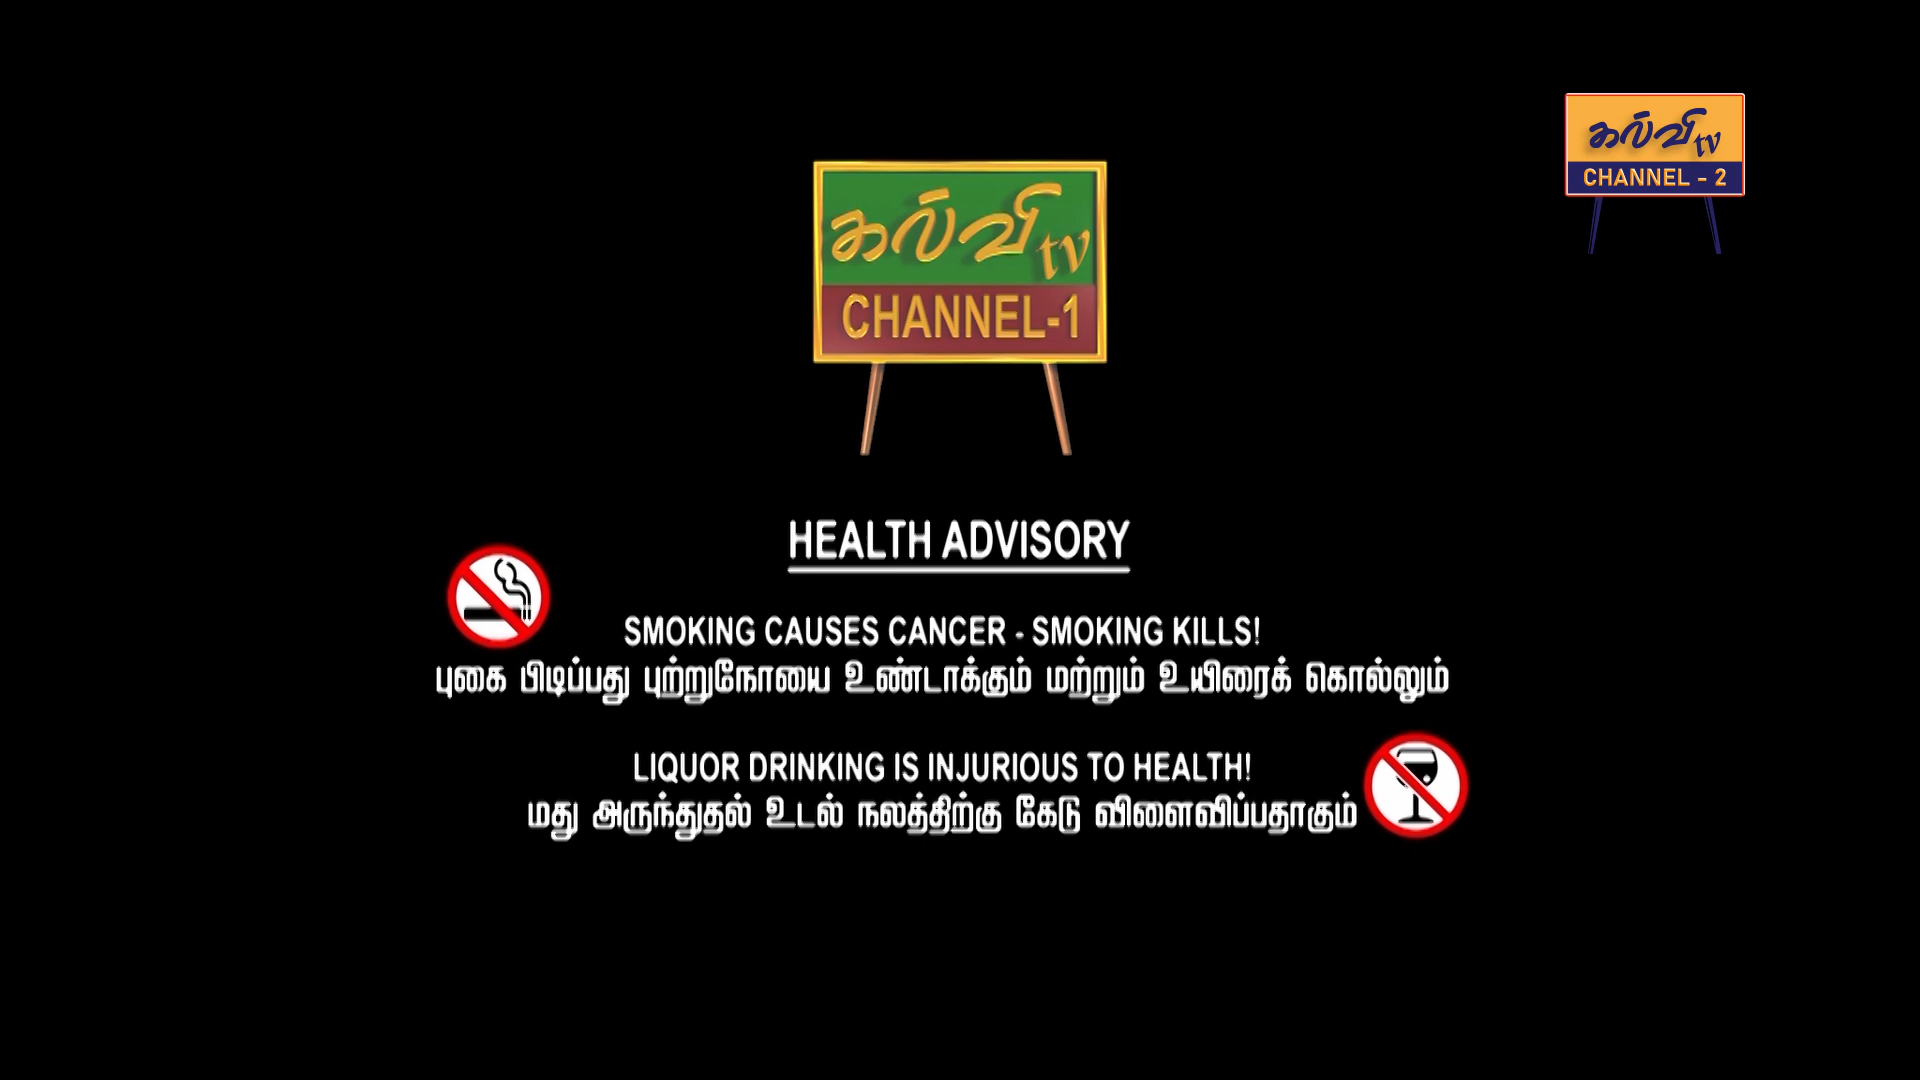 கல்வி tv
CHANNEL - 2
கல்வி tv
CHANNEL-1
HEALTH ADVISORY
SMOKING CAUSES CANCER - SMOKING KILLS!
புகை பிடிப்பது புற்றுநோயை உண்டாக்கும் மற்றும் உயிரைக் கொல்லும்
LIQUOR DRINKING IS INJURIOUS TO HEALTH!
மது அருந்துதல் உடல் நலத்திற்கு கேடு விளைவிப்பதாகும்